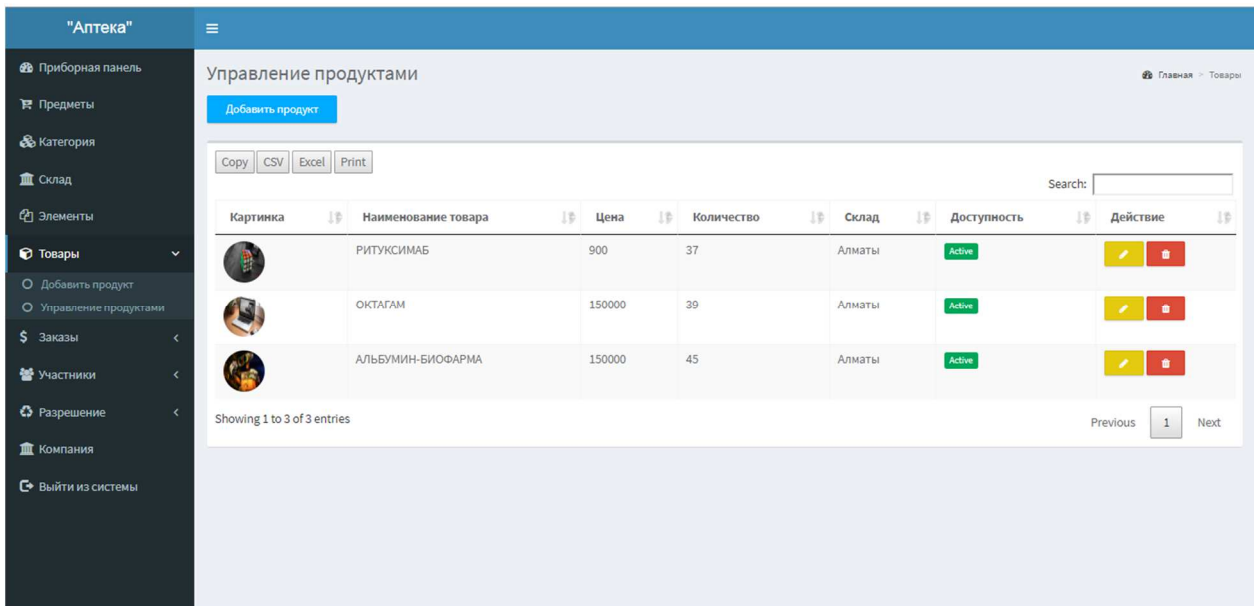 "Аптека"
Приборная панель
Предметы
Категория
Склад
Элементы
Товары
Добавить продукт
Управление продуктами
Заказы
Участники
Разрешение
Компания
Выйти из системы
Управление продуктами
Главная > Товары
Добавить продукт
Copy CSV Excel Print
Search:
Картинка Наименование товара Цена Количество Склад Доступность Действие
РИТУКСИМАБ 900 37 Алматы Active
ОКТАГАМ 150000 39 Алматы Active
АЛЬБУМИН-БИОФАРМА 150000 45 Алматы Active
Showing 1 to 3 of 3 entries
Previous 1 Next